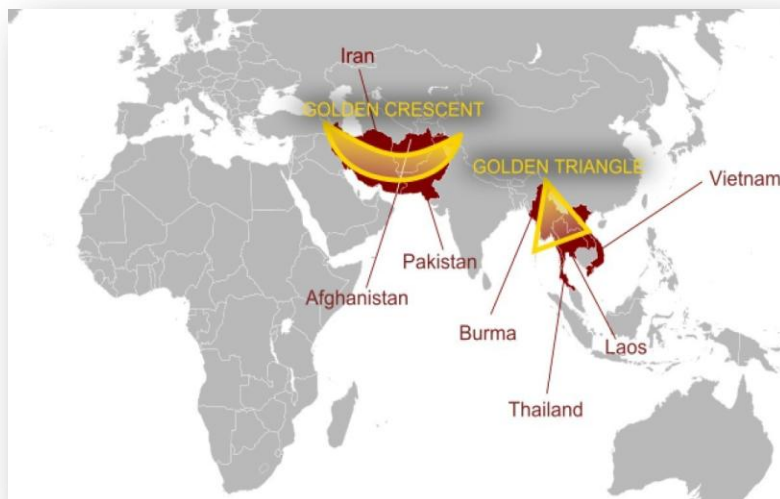 Iran
GOLDEN CRESCENT
GOLDEN TRIANGLE
Vietnam
Pakistan
Afghanistan
Burma
Laos
Thailand